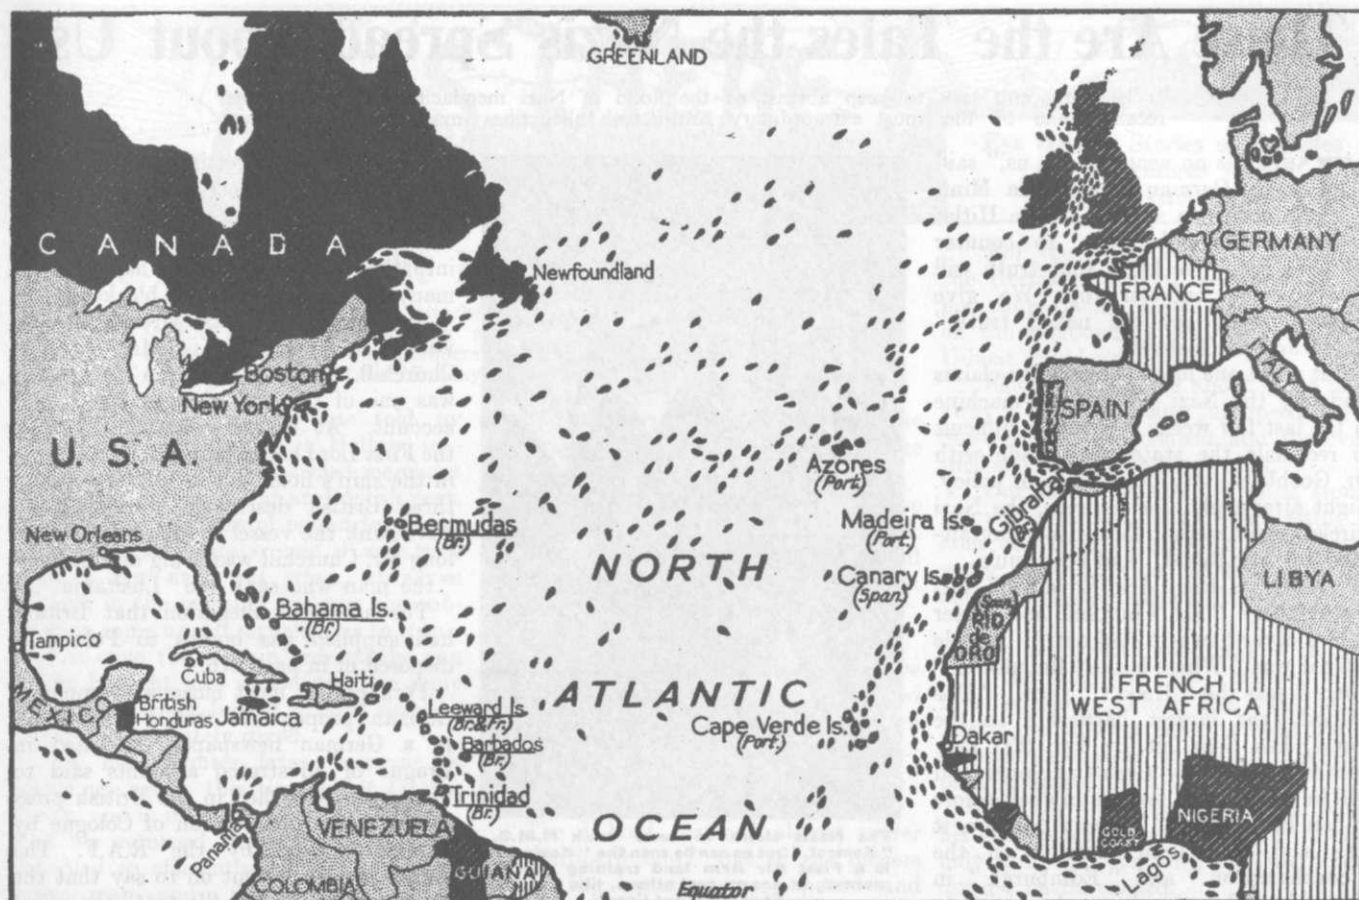 GREENLAND
CANADA
Newfoundland
GERMANY
FRANCE
ITALY
Boston
New York
SPAIN
U. S. A.
Azores
(Port.)
Gibraltar
(Br.)
Madeira Is.
(Port.)
New Orleans
Bermudas
(Br.)
NORTH
Canary Is.
(Span.)
LIBYA
Bahama Is.
(Br.)
(Span.)
RIO
de
ORO
Tampico
Cuba
Haiti
MEXICO
British
Honduras
Jamaica
ATLANTIC
FRENCH
WEST AFRICA
Leeward Is.
(Br.& Fr.)
Cape Verde Is.
(Port.)
Dakar
Barbados
(Br.)
Trinidad
(Br.)
Panama
VENEZUELA
OCEAN
GOLD
COAST
NIGERIA
COLOMBIA
GUIANA
Equator
Lagos